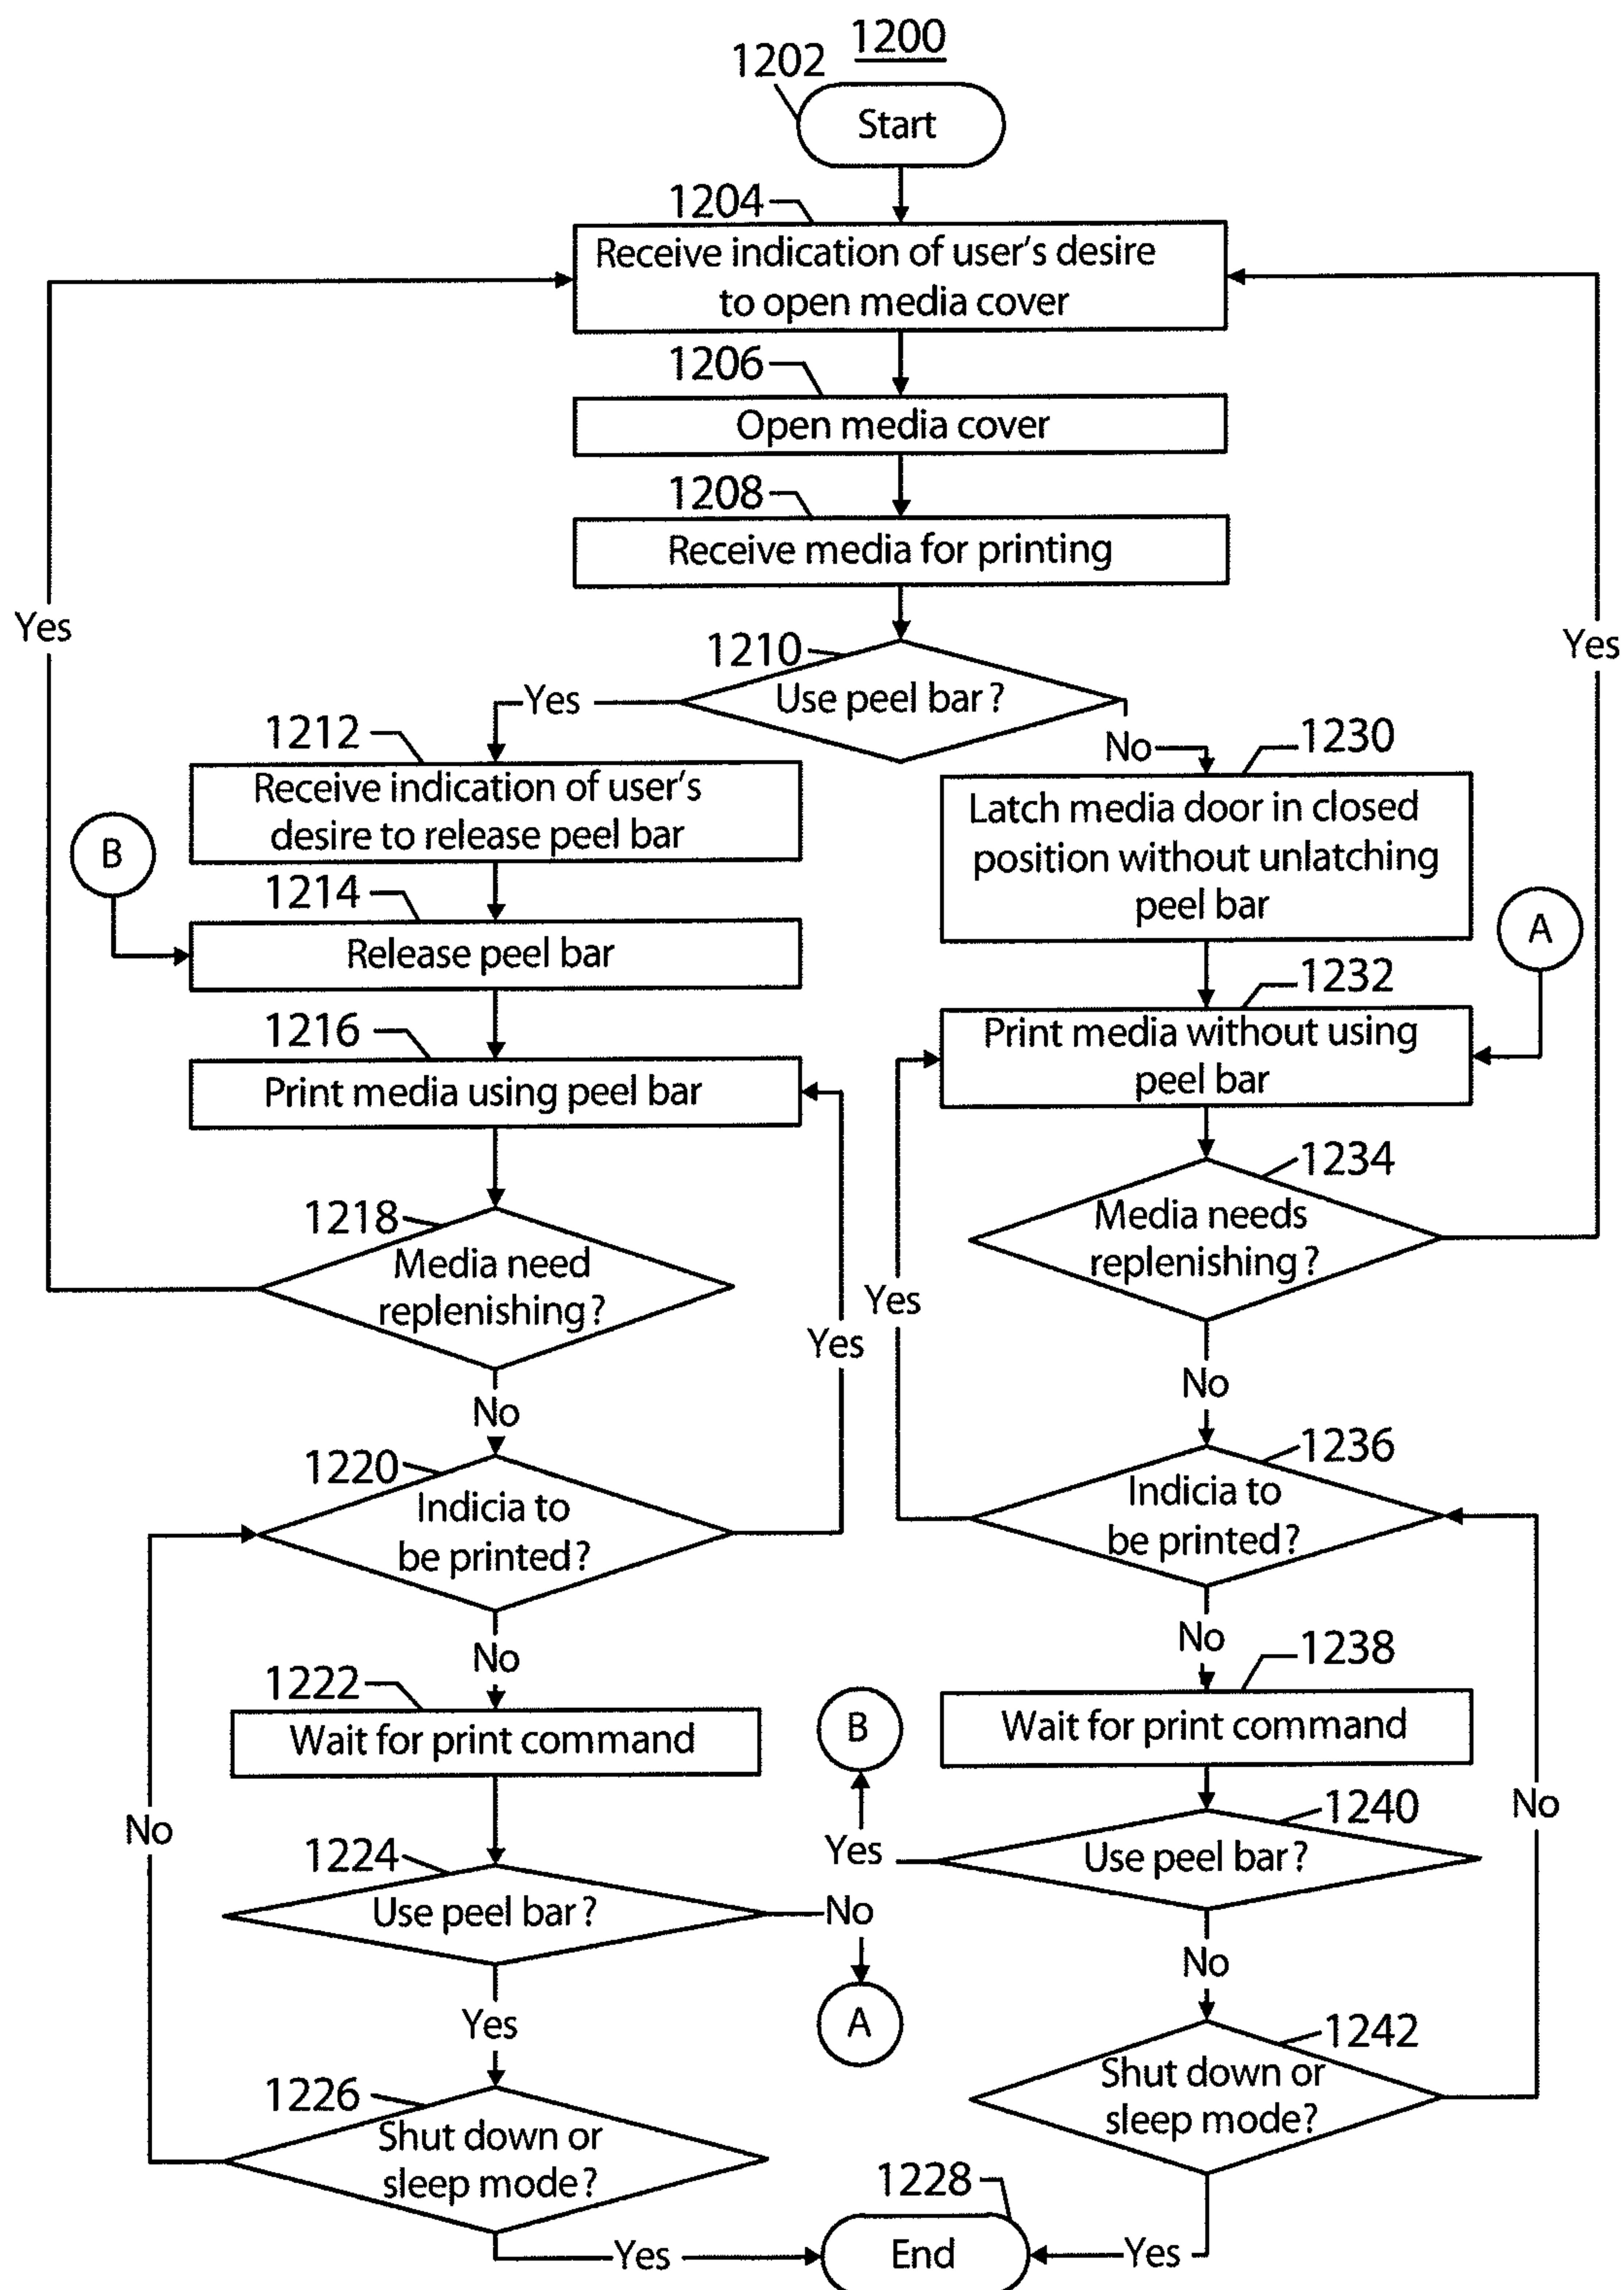 1200
1202
Start
1204
Receive indication of user's desire
to open media cover
1206
Open media cover
1208
Receive media for printing
Yes
Yes
1210
Use peel bar?
Yes
No
1212
Receive indication of user's
desire to release peel bar
1230
Latch media door in closed
position without unlatching
peel bar
B
1214
Release peel bar
A
1216
Print media using peel bar
1232
Print media without using
peel bar
1218
Media need
replenishing?
1234
Media needs
replenishing?
Yes
Yes
No
No
1220
Indicia to
be printed?
1236
Indicia to
be printed?
No
No
1222
Wait for print command
1238
Wait for print command
B
No
Yes
No
1224
Use peel bar?
1240
Use peel bar?
No
No
Yes
A
1226
Shut down or
sleep mode?
1242
Shut down or
sleep mode?
1228
Yes
End
Yes